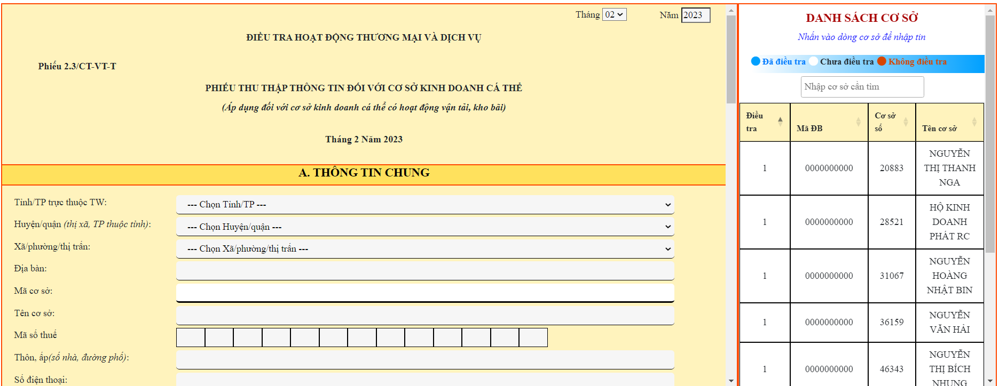 Tháng 02 Năm 2023
ĐIỀU TRA HOẠT ĐỘNG THƯƠNG MẠI VÀ DỊCH VỤ
Phiếu 2.3/CT-VT-T
PHIẾU THU THẬP THÔNG TIN ĐỐI VỚI CƠ SỞ KINH DOANH CÁ THỂ
(Áp dụng đối với cơ sở kinh doanh cá thể có hoạt động vận tải, kho bãi)
Tháng 2 Năm 2023
A. THÔNG TIN CHUNG
Tỉnh/TP trực thuộc TW:
--- Chọn Tỉnh/TP ---
Huyện/quận (thị xã, TP thuộc tỉnh):
--- Chọn Huyện/quận ---
Xã/phường/thị trấn:
--- Chọn Xã/phường/thị trấn ---
Địa bàn:
Mã cơ sở:
Tên cơ sở:
Mã số thuế
Thôn, ấp(số nhà, đường phố):
Số điện thoại:
DANH SÁCH CƠ SỞ
Nhấn vào dòng cơ sở để nhập tin
Đã điều tra Chưa điều tra Không điều tra
Nhập cơ sở cần tìm
Điều tra
Mã ĐB
Cơ sở số
Tên cơ sở
1 0000000000 20883 NGUYỄN THỊ THANH NGA
1 0000000000 28521 HỘ KINH DOANH PHÁT RC
1 0000000000 31067 NGUYỄN HOÀNG NHẬT BIN
1 0000000000 36159 NGUYỄN VĂN HẢI
1 0000000000 46343 NGUYỄN THỊ BÍCH NHUNG